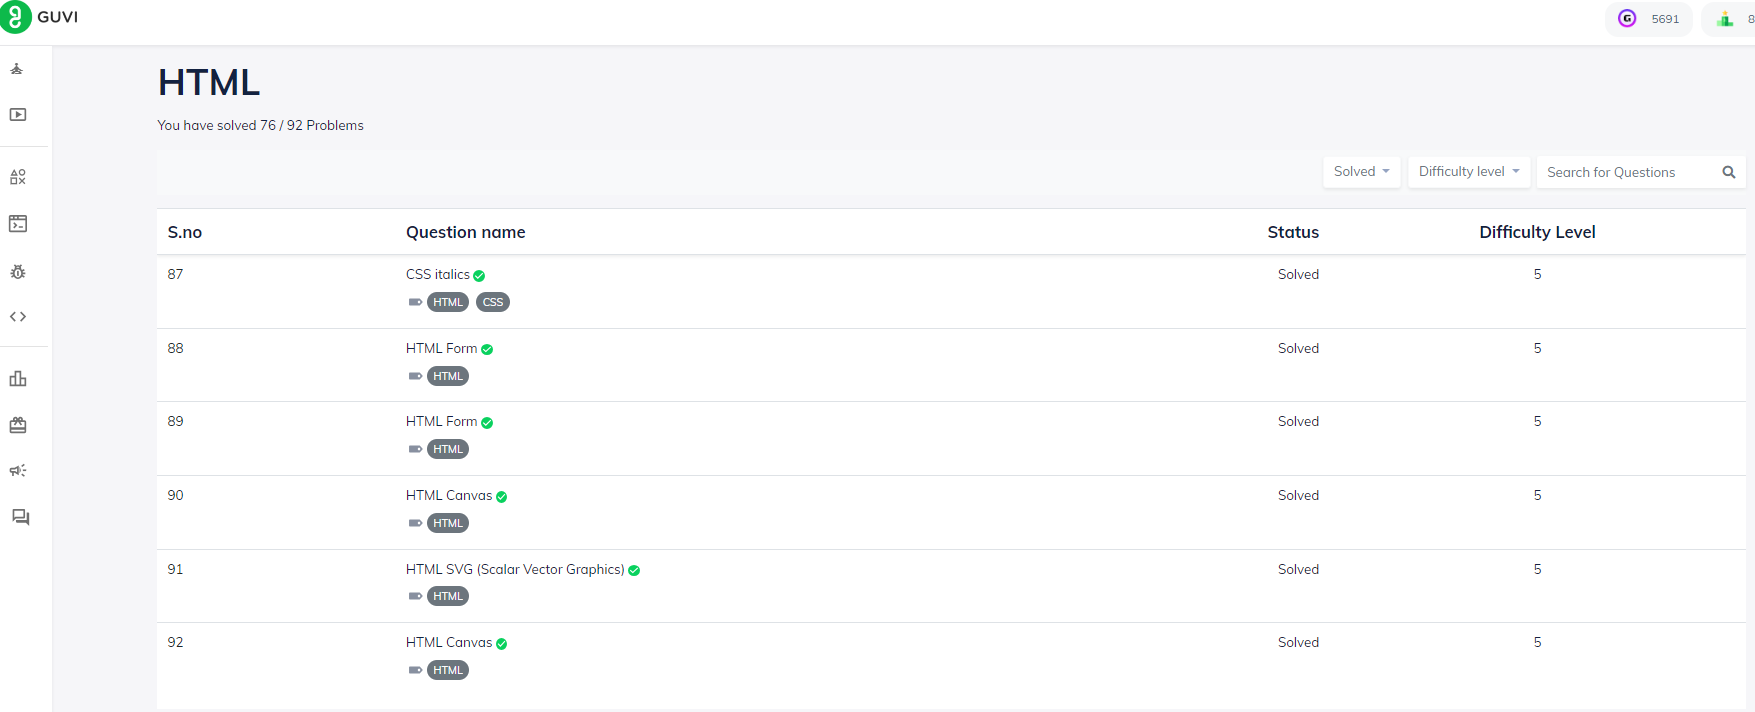 GUVI
5691
8
HTML
You have solved 76 / 92 Problems
Solved Difficulty level Search for Questions
S.no Question name Status Difficulty Level
87 CSS italics Solved 5
HTML CSS
88 HTML Form Solved 5
HTML
89 HTML Form Solved 5
HTML
90 HTML Canvas Solved 5
HTML
91 HTML SVG (Scalar Vector Graphics) Solved 5
HTML
92 HTML Canvas Solved 5
HTML